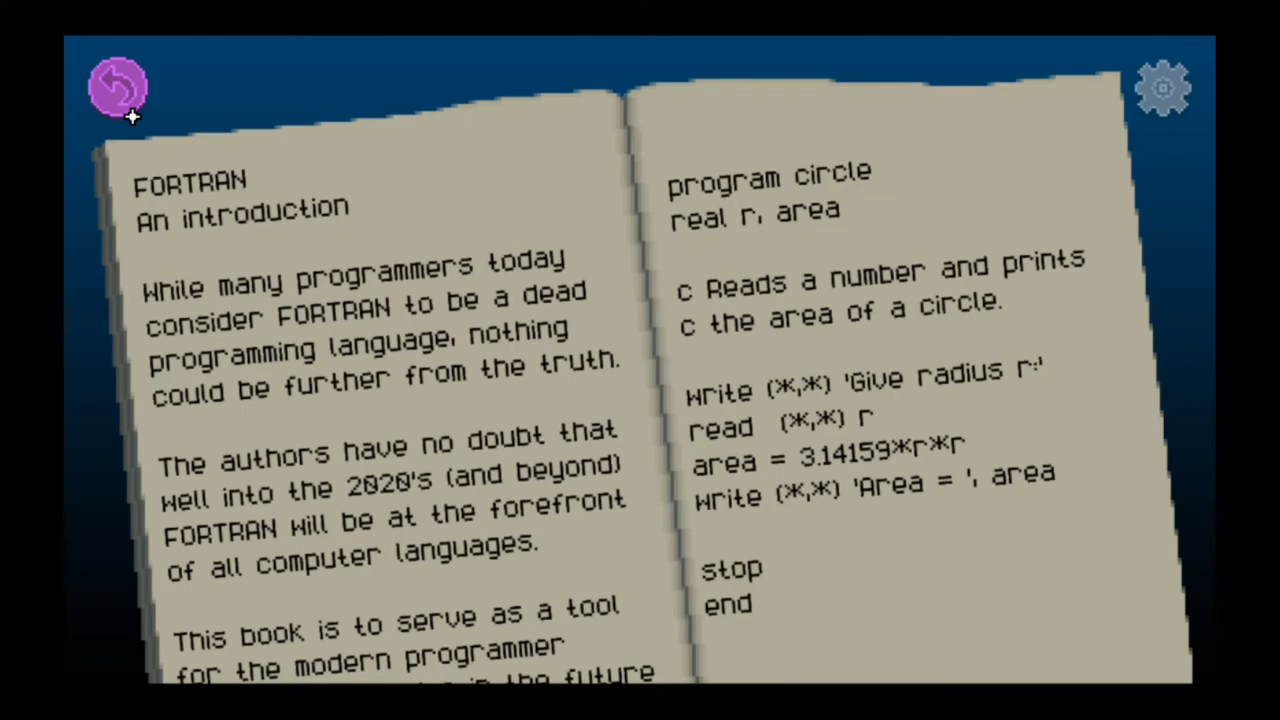 FORTRAN
An introduction
While many programmers today
consider FORTRAN to be a dead
programming language, nothing
could be further from the truth.
The authors have no doubt that
well into the 2020's (and beyond)
FORTRAN will be at the forefront
of all computer languages.
This book is to serve as a tool
for the modern programmer
in the future
program circle
real r, area
c Reads a number and prints
c the area of a circle.
write (*,*) 'Give radius r:'
read (*,*) r
area = 3.14159*r*r
write (*,*) 'Area = ', area
stop
end